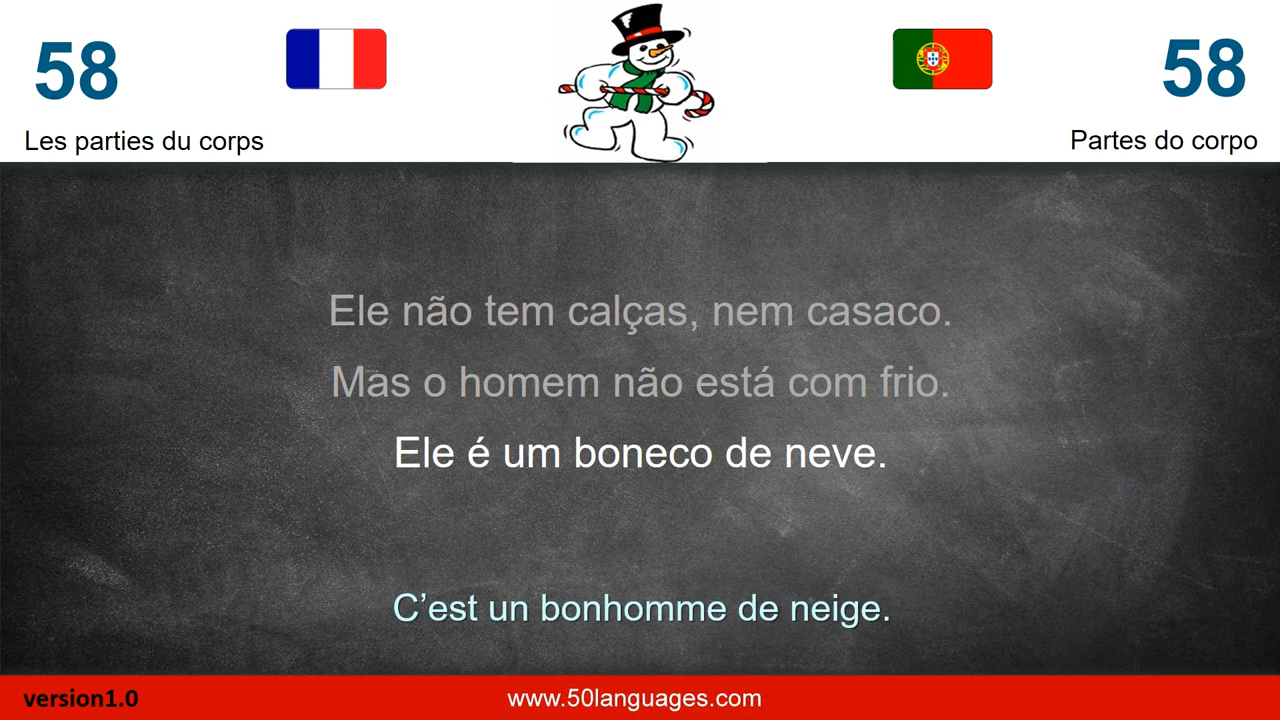 58
58
Les parties du corps
Partes do corpo
Ele não tem calças, nem casaco.
Mas o homem não está com frio.
Ele é um boneco de neve.
C’est un bonhomme de neige.
version1.0
www.50languages.com